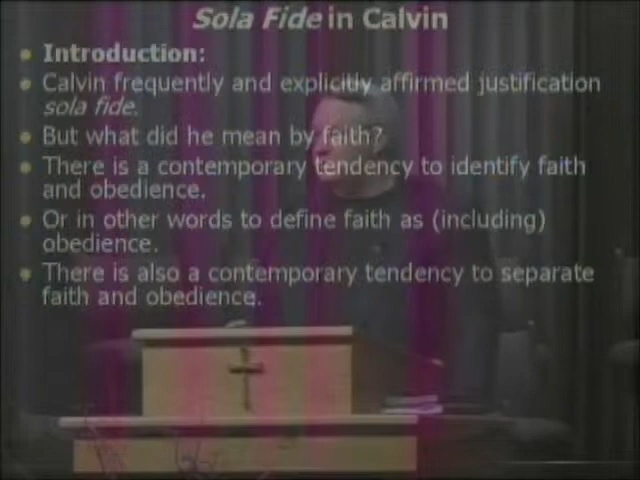 Sola Fide in Calvin
Introduction:
Calvin frequently and explicitly affirmed justification
sola fide.
But what did he mean by faith?
There is a contemporary tendency to identify faith
and obedience.
Or in other words to define faith as (including)
obedience.
There is also a contemporary tendency to separate
faith and obedience.